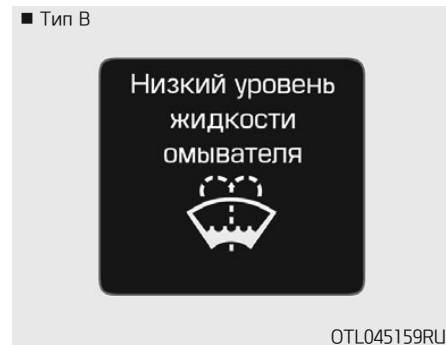 ■ Тип B
Низкий уровень
жидкости
омывателя
OTL045159RU